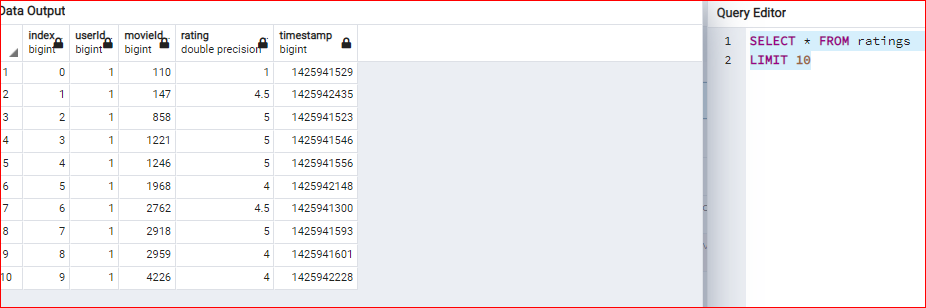 Data Output
index userId movieId rating timestamp
bigint bigint bigint double precision bigint
1 0 1 110 1 1425941529
2 1 1 147 4.5 1425942435
3 2 1 858 5 1425941523
4 3 1 1221 5 1425941546
5 4 1 1246 5 1425941556
6 5 1 1968 4 1425942148
7 6 1 2762 4.5 1425941300
8 7 1 2918 5 1425941593
9 8 1 2959 4 1425941601
10 9 1 4226 4 1425942228
Query Editor
1 SELECT * FROM ratings
2 LIMIT 10